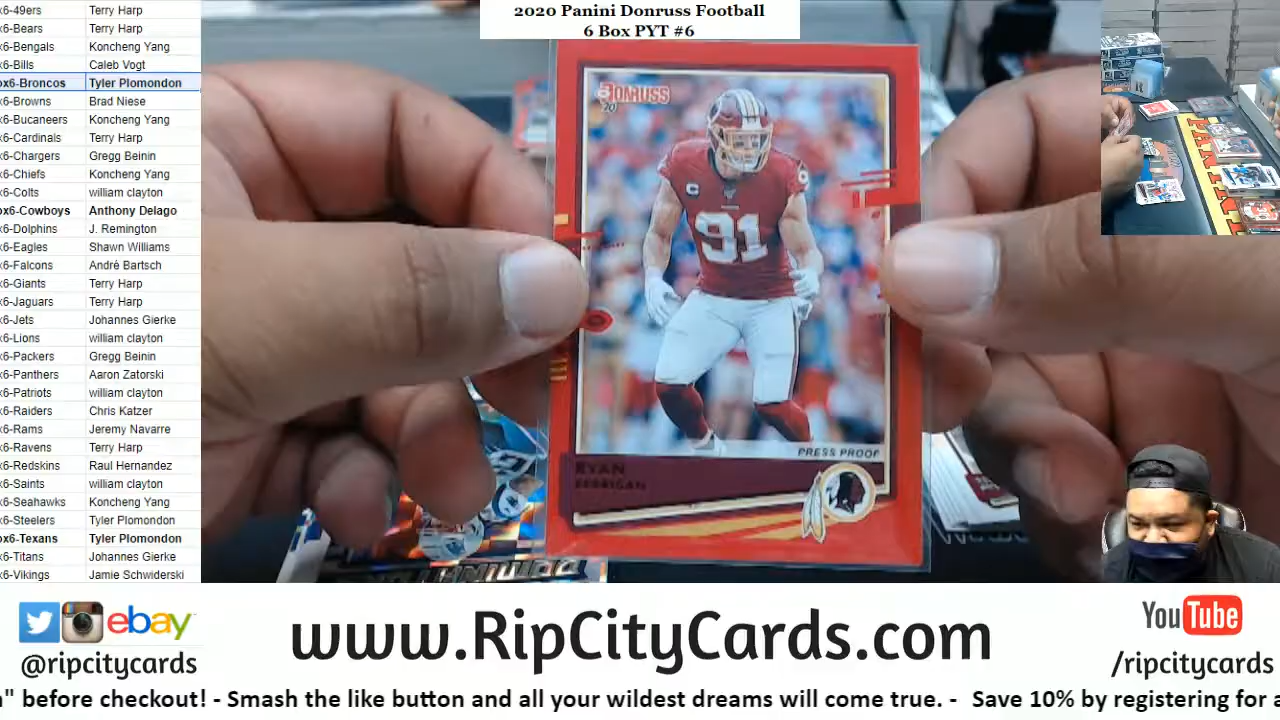 2020 Panini Donruss Football
6 Box PYT #6
x6-49ers Terry Harp
x6-Bears Terry Harp
x6-Bengals Koncheng Yang
x6-Bills Caleb Vogt
ox6-Broncos Tyler Plomondon
x6-Browns Brad Niese
x6-Bucaneers Koncheng Yang
x6-Cardinals Terry Harp
x6-Chargers Gregg Beinin
x6-Chiefs Koncheng Yang
x6-Colts william clayton
ox6-Cowboys Anthony Delago
x6-Dolphins J. Remington
x6-Eagles Shawn Williams
x6-Falcons André Bartsch
x6-Giants Terry Harp
x6-Jaguars Terry Harp
x6-Jets Johannes Gierke
x6-Lions william clayton
x6-Packers Gregg Beinin
x6-Panthers Aaron Zatorski
x6-Patriots william clayton
x6-Raiders Chris Katzer
x6-Rams Jeremy Navarre
x6-Ravens Terry Harp
x6-Redskins Raul Hernandez
x6-Saints william clayton
x6-Seahawks Koncheng Yang
x6-Steelers Tyler Plomondon
ox6-Texans Tyler Plomondon
x6-Titans Johannes Gierke
x6-Vikings Jamie Schwiderski
DONRUSS
20
C
91
91
PRESS PROOF
RYAN
KERRIGAN
PANINI
ebay
@ripcitycards
www.RipCityCards.com
YouTube
/ripcitycards
" before checkout! - Smash the like button and all your wildest dreams will come true. - Save 10% by registering for a